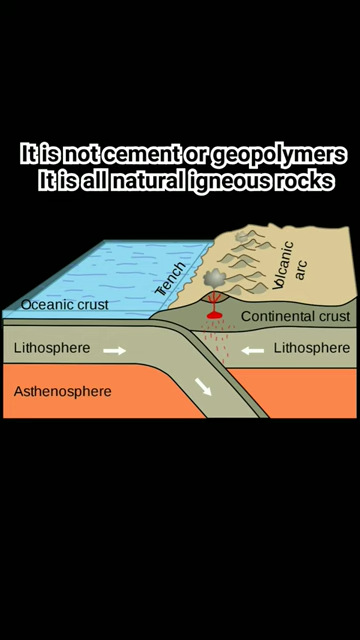 It is not cement or geopolymers
It is all natural igneous rocks
Trench
Volcanic
arc
Oceanic crust
Continental crust
Lithosphere
Lithosphere
Asthenosphere